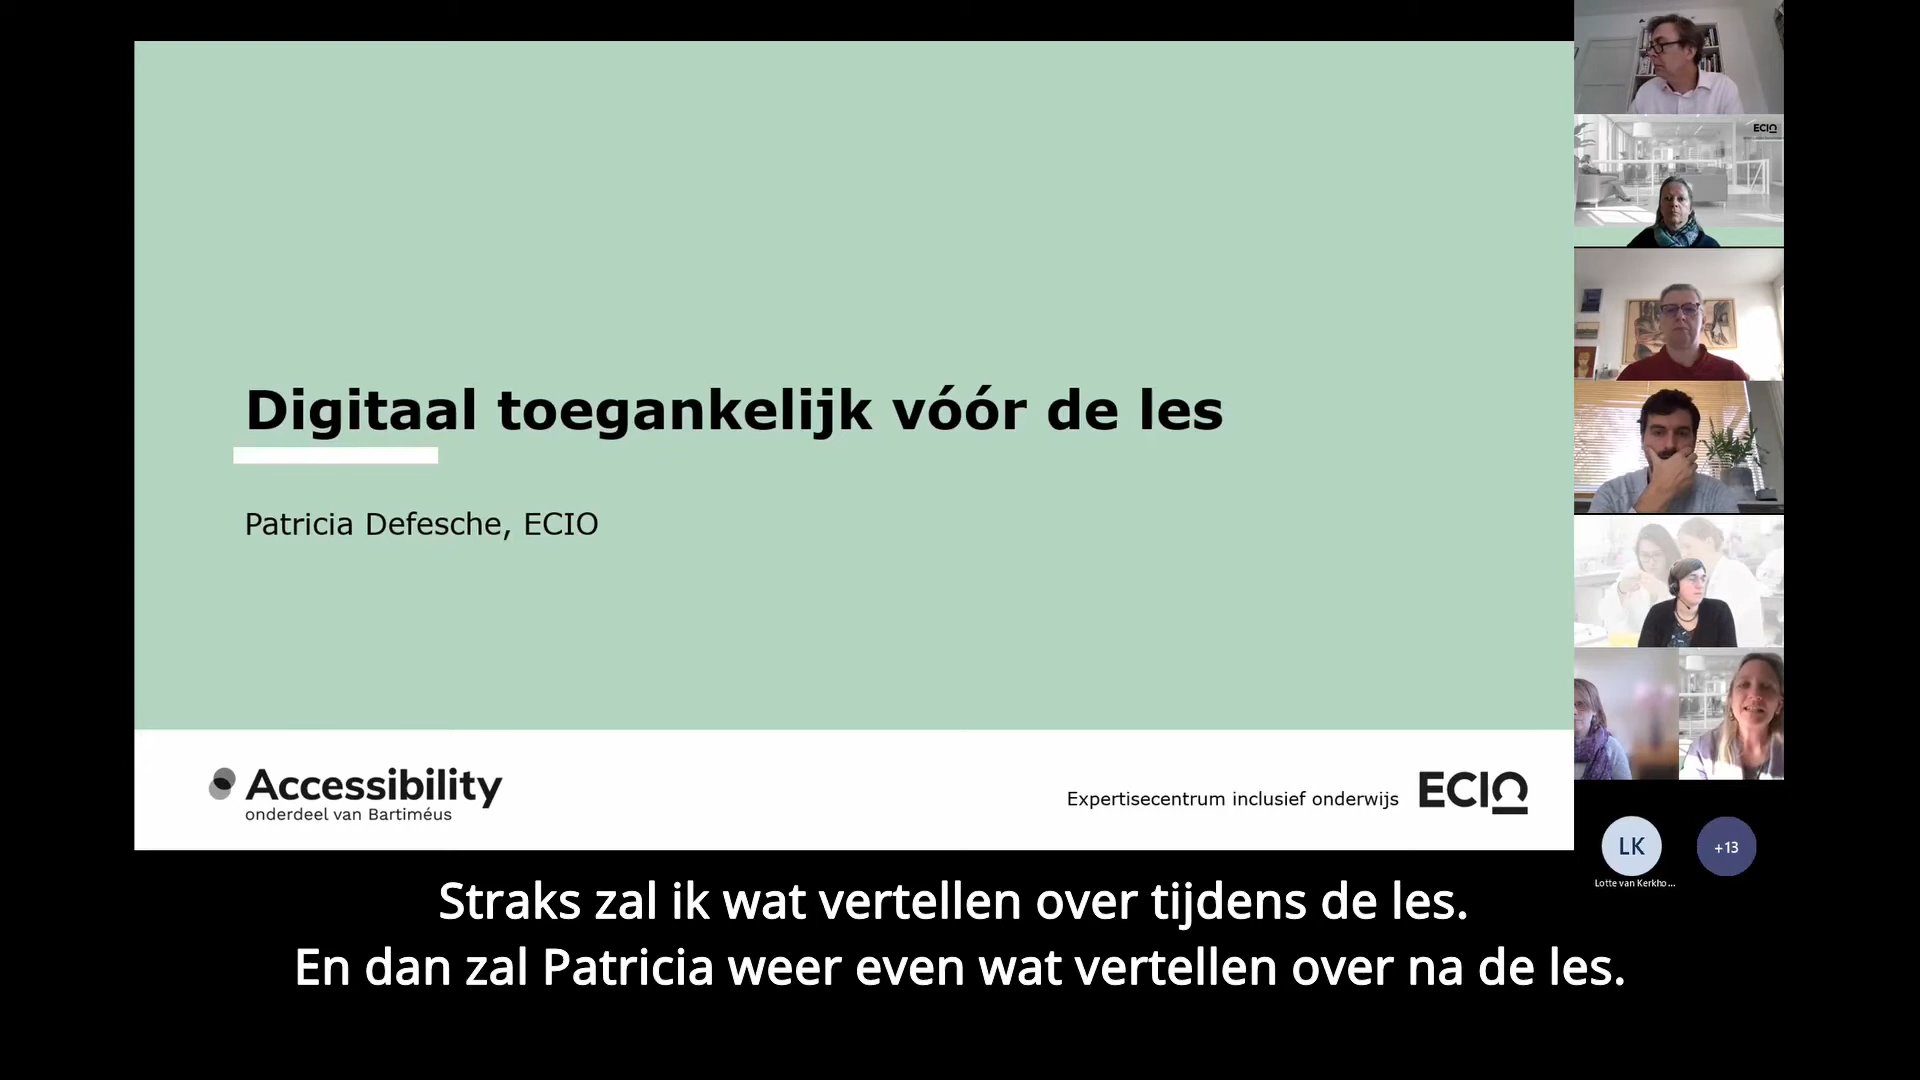 ECIO
Digitaal toegankelijk vóór de les
Patricia Defesche, ECIO
Accessibility
onderdeel van Bartiméus
Expertisecentrum inclusief onderwijs
ECIO
LK
+13
Lotte van Kerkho...
Straks zal ik wat vertellen over tijdens de les.
En dan zal Patricia weer even wat vertellen over na de les.